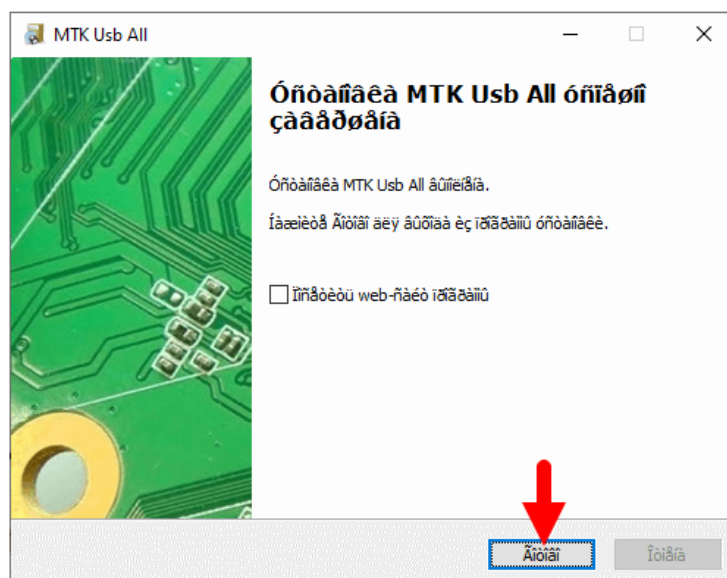 MTK Usb All
Óñòàíîâêà MTK Usb All óñïåøíî
çàâåðøåíà
Óñòàíîâêà MTK Usb All âûïîëíåíà.
Íàæìèòå Ãîòîâî äëÿ âûõîäà èç ïðîãðàììû óñòàíîâêè.
Ïîñåòèòü web-ñàéò ïðîãðàììû
Ãîòîâî
Îòìåíà